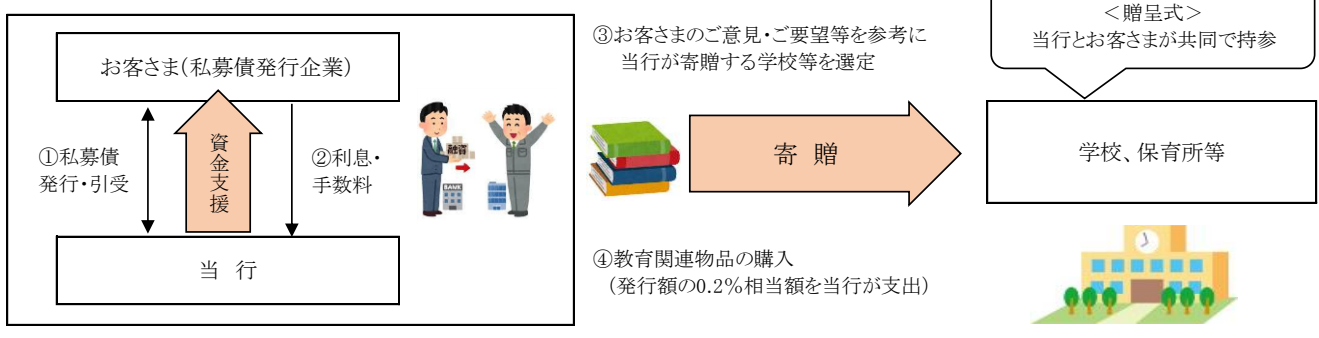 お客さま(私募債発行企業)
①私募債
発行・引受
資金支援
②利息・
手数料
当 行
融資
BANK
③お客さまのご意見・ご要望等を参考に
当行が寄贈する学校等を選定
寄 贈
④教育関連物品の購入
(発行額の0.2%相当額を当行が支出)
<贈呈式>
当行とお客さまが共同で持参
学校、保育所等